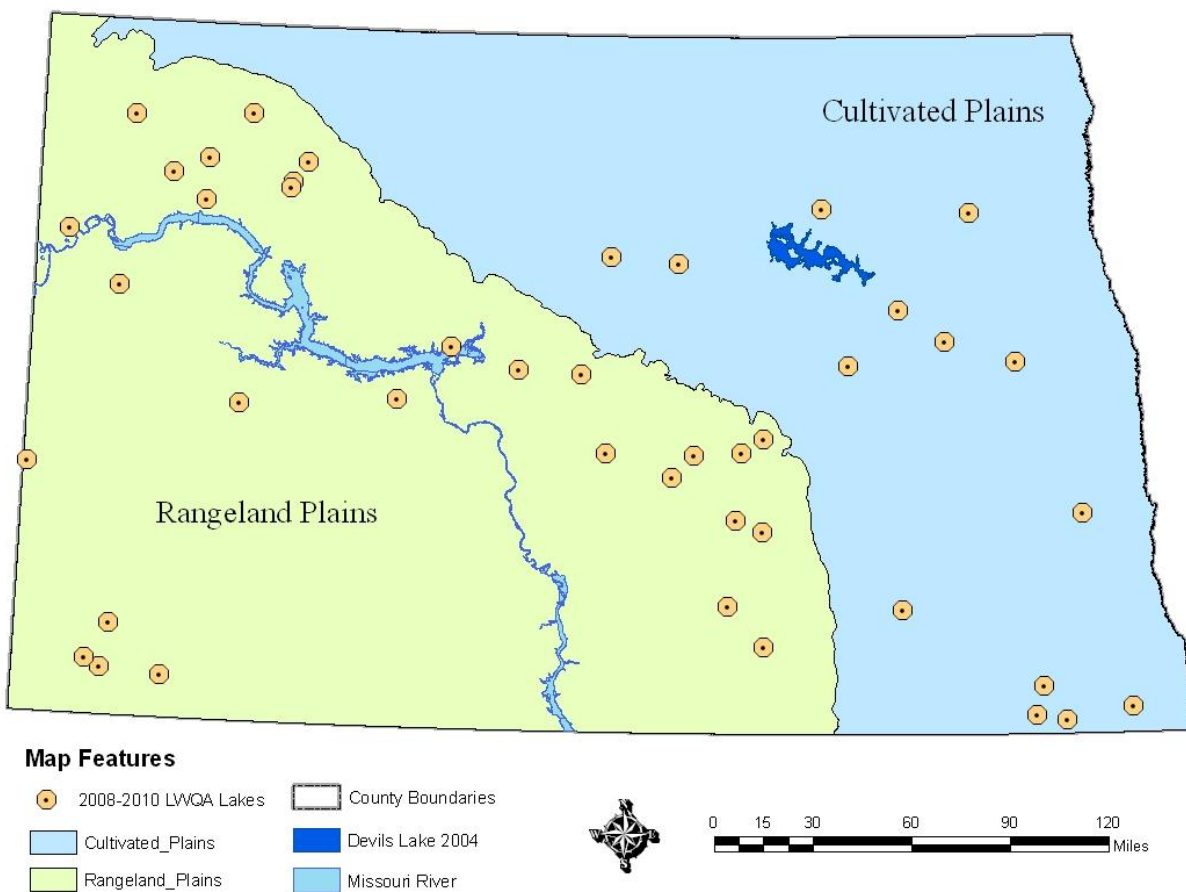 Cultivated Plains
Rangeland Plains
Map Features
2008-2010 LWQA Lakes
County Boundaries
Cultivated_Plains
Devils Lake 2004
Rangeland_Plains
Missouri River
N
W E
S
0 15 30 60 90 120
Miles